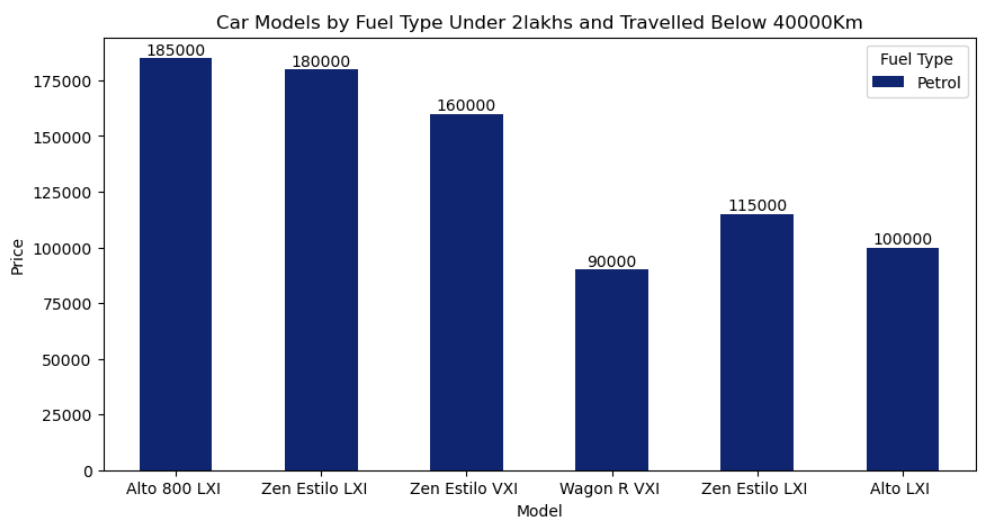 Car Models by Fuel Type Under 2lakhs and Travelled Below 40000Km
Fuel Type
Petrol
185000
180000
160000
90000
115000
100000
Price
175000
150000
125000
100000
75000
50000
25000
0
Alto 800 LXI
Zen Estilo LXI
Zen Estilo VXI
Wagon R VXI
Zen Estilo LXI
Alto LXI
Model